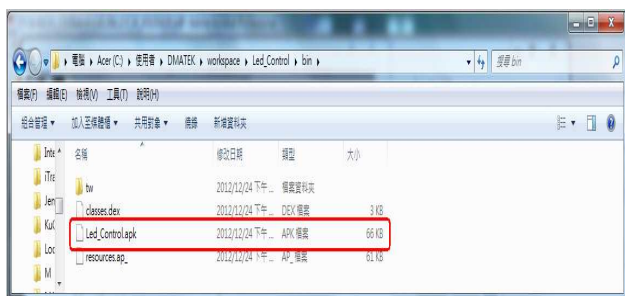 電腦 ▸ Acer (C:) ▸ 使用者 ▸ DMATEK ▸ workspace ▸ Led_Control ▸ bin ▸ 搜尋 bin
檔案(F) 編輯(E) 檢視(V) 工具(T) 說明(H)
組合管理 加入至媒體櫃 共用對象 燒錄 新增資料夾
名稱 修改日期 類型 大小
Inte
iTra
tw 2012/12/24 下午... 檔案資料夾
Jen
classes.dex 2012/12/24 下午... DEX 檔案 3 KB
Ku(
Led_Control.apk 2012/12/24 下午... APK 檔案 66 KB
Loc
resources.ap_ 2012/12/24 下午... AP_ 檔案 61 KB
M